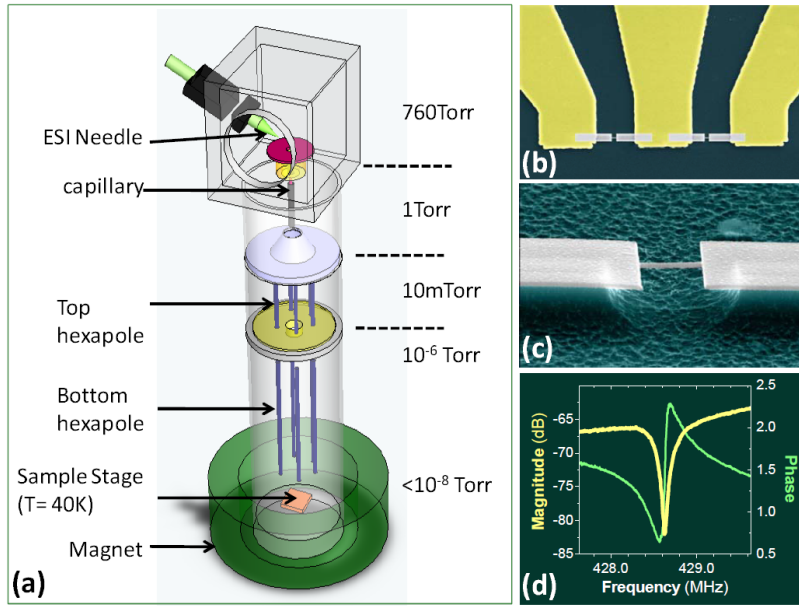 ESI Needle
capillary
Top
hexapole
Bottom
hexapole
Sample Stage
(T= 40K)
Magnet
(a)
760Torr
1Torr
10mTorr
10⁻⁶ Torr
<10⁻⁸ Torr
(b)
(c)
Magnitude (dB)
-65
-70
-75
-80
-85
2.5
2.0
1.5
1.0
0.5
Phase
428.0
429.0
Frequency (MHz)
(d)